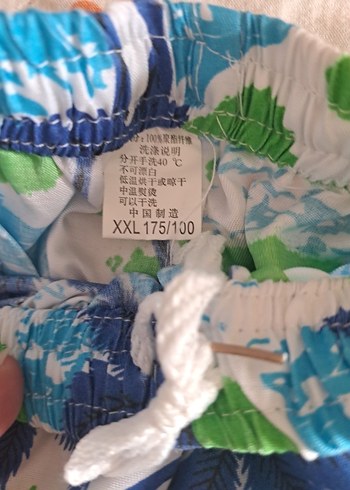 100%聚酯纤维
洗涤说明
分开手洗40 ℃
不可漂白
低温烘干或晾干
中温熨烫
可以干洗
中国制造
XXL 175/100